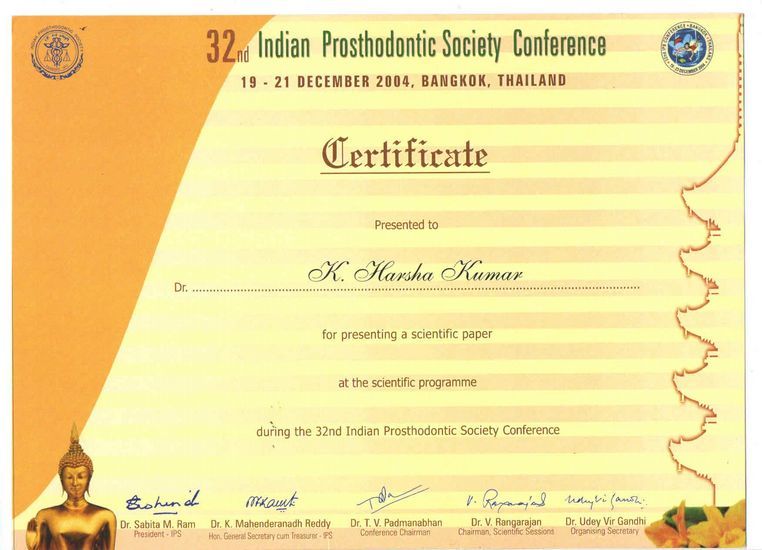 32nd Indian Prosthodontic Society Conference
19 - 21 DECEMBER 2004, BANGKOK, THAILAND
Certificate
Presented to
Dr. K. Harsha Kumar
for presenting a scientific paper
at the scientific programme
during the 32nd Indian Prosthodontic Society Conference
Dr. Sabita M. Ram
President - IPS
Dr. K. Mahenderanadh Reddy
Hon. General Secretary cum Treasurer - IPS
Dr. T. V. Padmanabhan
Conference Chairman
Dr. V. Rangarajan
Chairman, Scientific Sessions
Dr. Udey Vir Gandhi
Organising Secretary